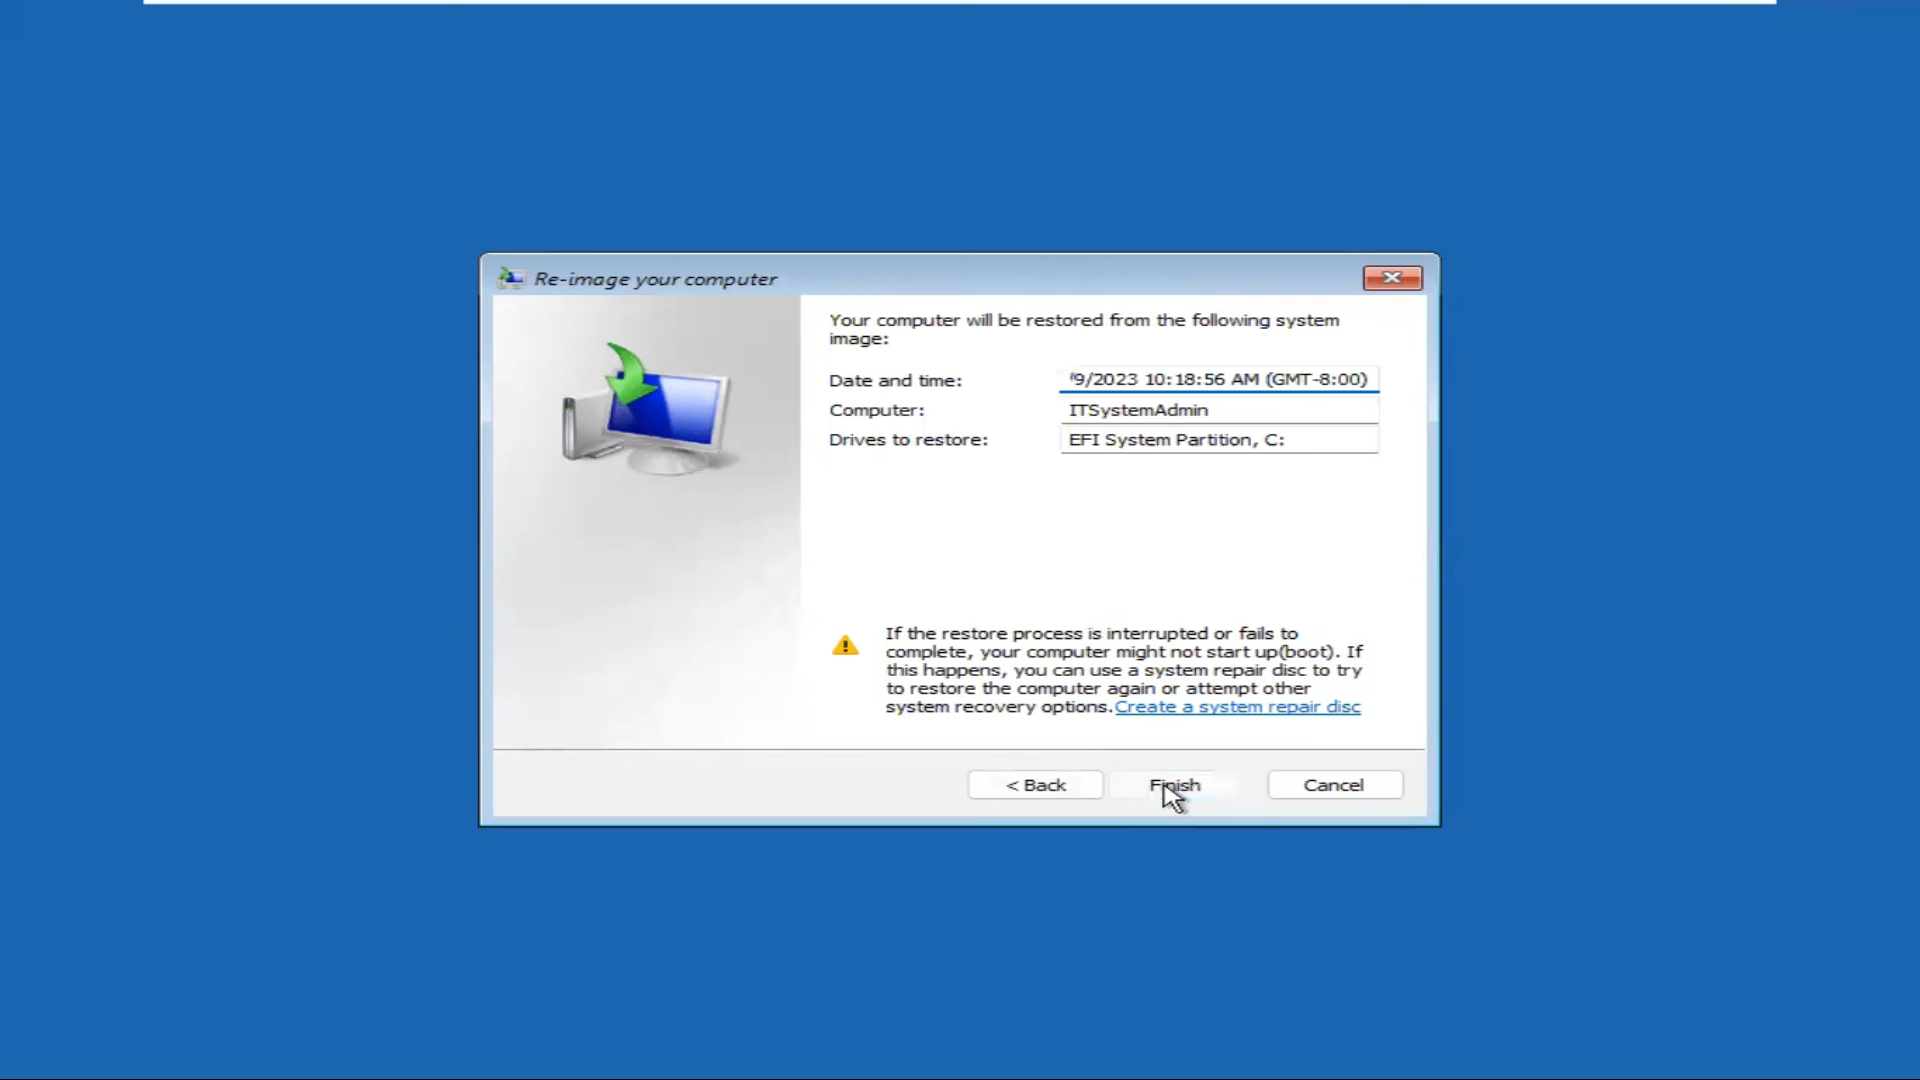 Re-image your computer
Your computer will be restored from the following system
image:
Date and time: 9/2023 10:18:56 AM (GMT-8:00)
Computer: ITSystemAdmin
Drives to restore: EFI System Partition, C:
If the restore process is interrupted or fails to
complete, your computer might not start up(boot). If
this happens, you can use a system repair disc to try
to restore the computer again or attempt other
system recovery options.Create a system repair disc
< Back Finish Cancel